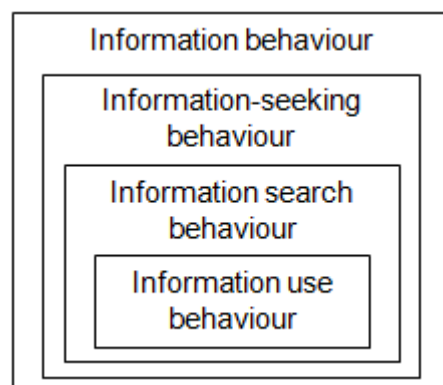 Information behaviour
Information-seeking
behaviour
Information search
behaviour
Information use
behaviour